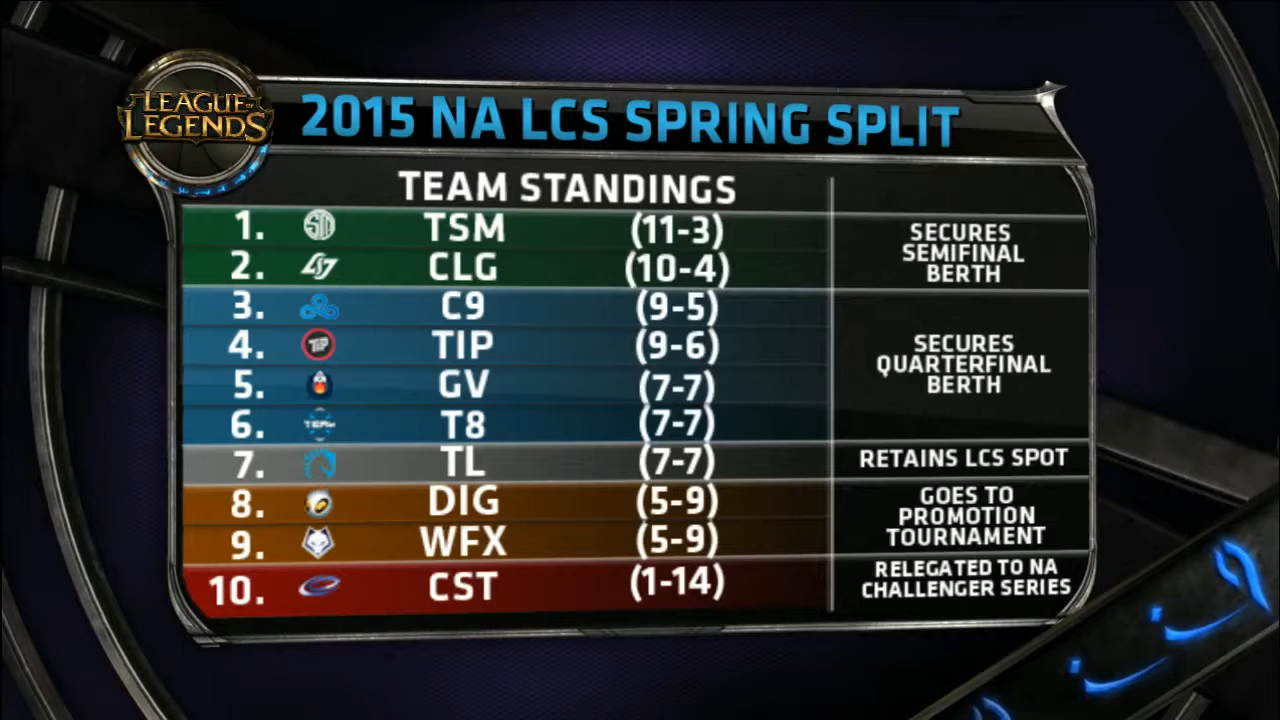 LEAGUE OF LEGENDS
2015 NA LCS SPRING SPLIT
TEAM STANDINGS
1. TSM (11-3)
2. CLG (10-4)
SECURES
SEMIFINAL
BERTH
3. C9 (9-5)
4. TIP TIP (9-6)
5. GV (7-7)
6. TEAM T8 (7-7)
SECURES
QUARTERFINAL
BERTH
7. TL (7-7)
RETAINS LCS SPOT
8. DIG (5-9)
9. WFX (5-9)
GOES TO
PROMOTION
TOURNAMENT
10. CST (1-14)
RELEGATED TO NA
CHALLENGER SERIES